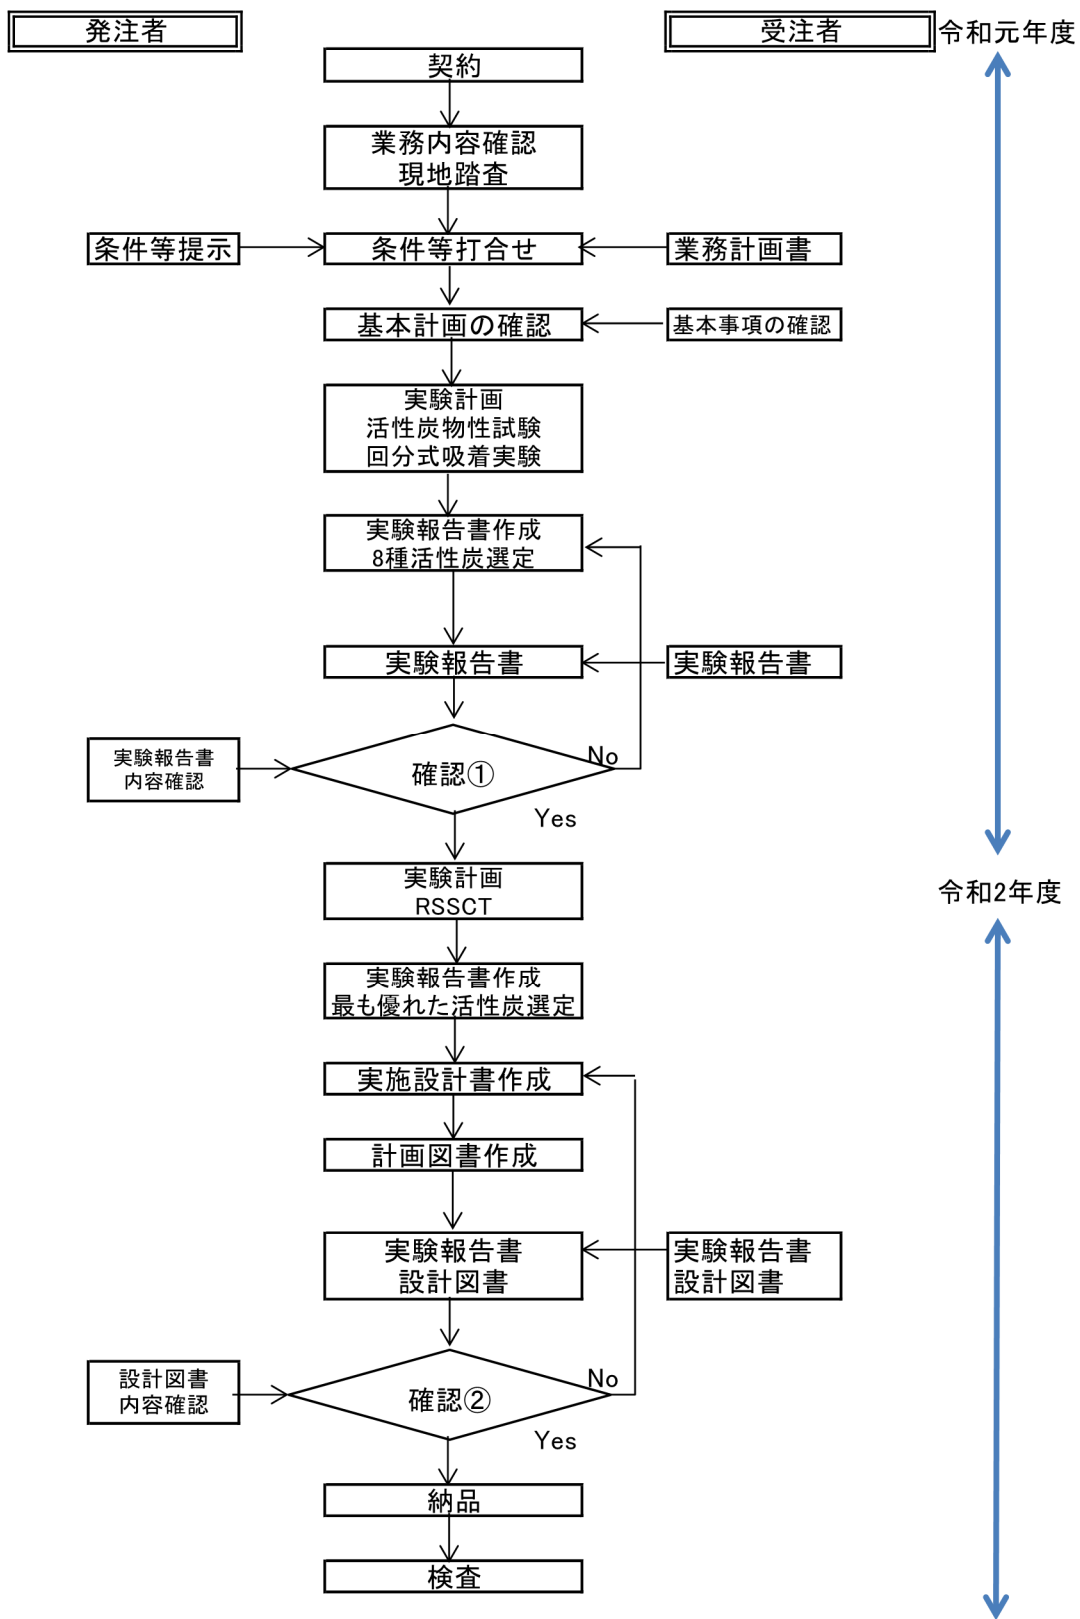 発注者
受注者
令和元年度
契約
業務内容確認
現地踏査
条件等提示
条件等打合せ
業務計画書
基本計画の確認
基本事項の確認
実験計画
活性炭物性試験
回分式吸着実験
実験報告書作成
8種活性炭選定
実験報告書
実験報告書
実験報告書
内容確認
確認①
No
Yes
実験計画
RSSCT
令和2年度
実験報告書作成
最も優れた活性炭選定
実施設計書作成
計画図書作成
実験報告書
設計図書
実験報告書
設計図書
設計図書
内容確認
確認②
No
Yes
納品
検査